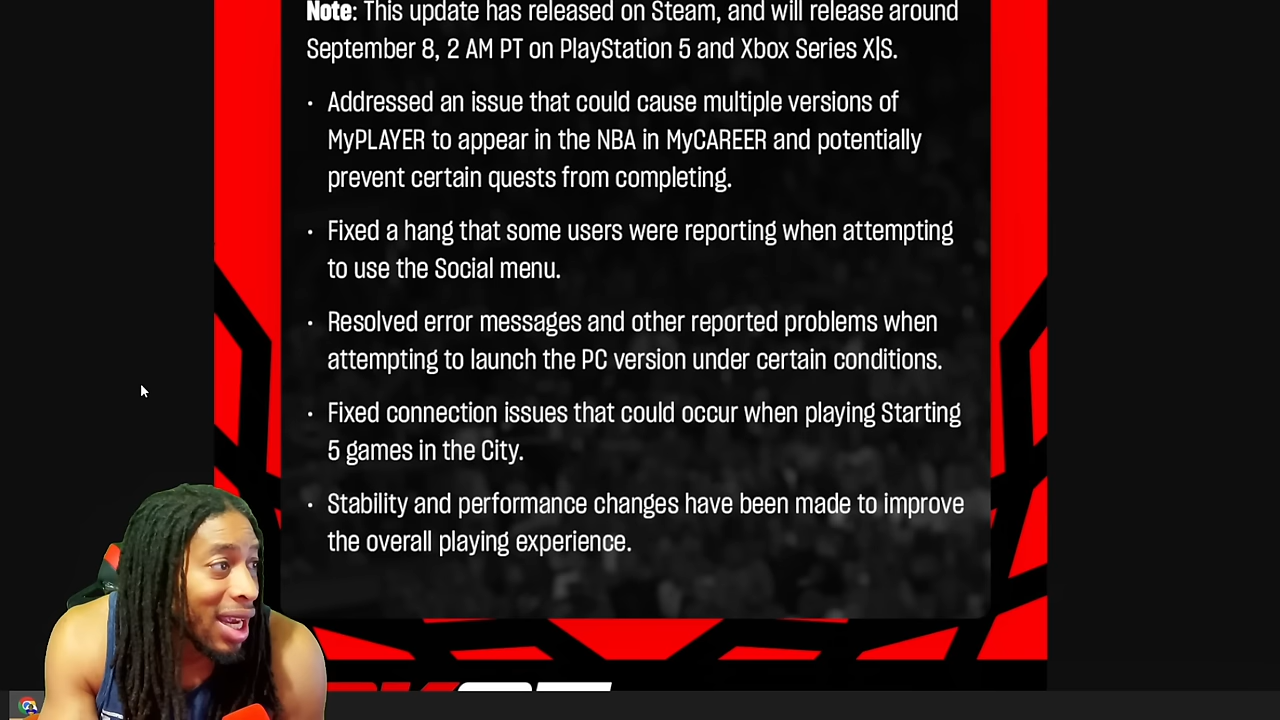 Note: This update has released on Steam, and will release around
September 8, 2 AM PT on PlayStation 5 and Xbox Series X|S.
• Addressed an issue that could cause multiple versions of
MyPLAYER to appear in the NBA in MyCAREER and potentially
prevent certain quests from completing.
• Fixed a hang that some users were reporting when attempting
to use the Social menu.
• Resolved error messages and other reported problems when
attempting to launch the PC version under certain conditions.
• Fixed connection issues that could occur when playing Starting
5 games in the City.
• Stability and performance changes have been made to improve
the overall playing experience.